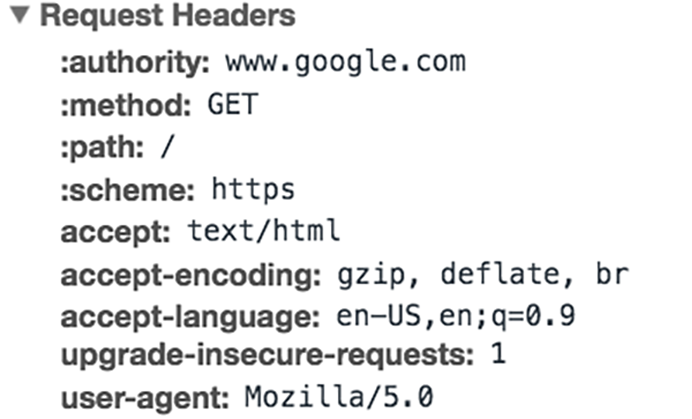 ▼ Request Headers
:authority: www.google.com
:method: GET
:path: /
:scheme: https
accept: text/html
accept-encoding: gzip, deflate, br
accept-language: en-US,en;q=0.9
upgrade-insecure-requests: 1
user-agent: Mozilla/5.0